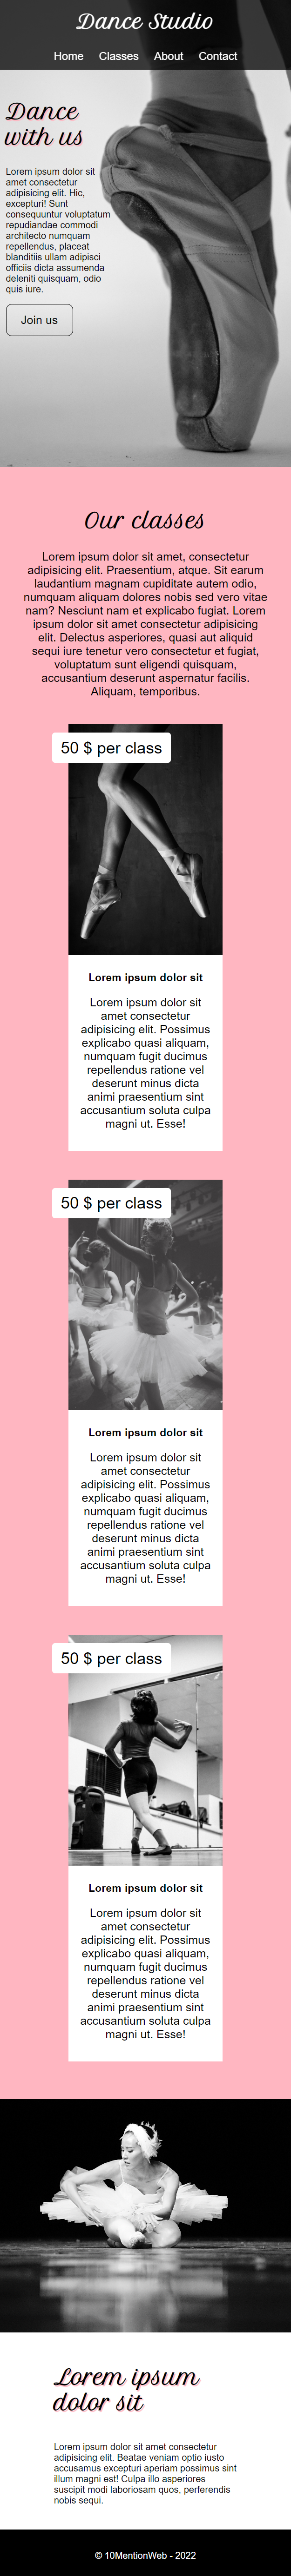 Dance Studio
Home Classes About Contact
Dance
with us
Lorem ipsum dolor sit
amet consectetur
adipisicing elit. Hic,
excepturi! Sunt
consequuntur voluptatum
repudiandae commodi
architecto numquam
repellendus, placeat
blanditiis ullam adipisci
officiis dicta assumenda
deleniti quisquam, odio
quis iure.
Join us
Our classes
Lorem ipsum dolor sit amet, consectetur
adipisicing elit. Praesentium, atque. Sit earum
laudantium magnam cupiditate autem odio,
numquam aliquam dolores nobis sed vero vitae
nam? Nesciunt nam et explicabo fugiat. Lorem
ipsum dolor sit amet consectetur adipisicing
elit. Delectus asperiores, quasi aut aliquid
sequi iure tenetur vero consectetur et fugiat,
voluptatum sunt eligendi quisquam,
accusantium deserunt aspernatur facilis.
Aliquam, temporibus.
50 $ per class
Lorem ipsum dolor sit
Lorem ipsum dolor sit
amet consectetur
adipisicing elit. Possimus
explicabo quasi aliquam,
numquam fugit ducimus
repellendus ratione vel
deserunt minus dicta
animi praesentium sint
accusantium soluta culpa
magni ut. Esse!
50 $ per class
Lorem ipsum dolor sit
Lorem ipsum dolor sit
amet consectetur
adipisicing elit. Possimus
explicabo quasi aliquam,
numquam fugit ducimus
repellendus ratione vel
deserunt minus dicta
animi praesentium sint
accusantium soluta culpa
magni ut. Esse!
50 $ per class
Lorem ipsum dolor sit
Lorem ipsum dolor sit
amet consectetur
adipisicing elit. Possimus
explicabo quasi aliquam,
numquam fugit ducimus
repellendus ratione vel
deserunt minus dicta
animi praesentium sint
accusantium soluta culpa
magni ut. Esse!
Lorem ipsum
dolor sit
Lorem ipsum dolor sit amet consectetur
adipisicing elit. Beatae veniam optio iusto
accusamus excepturi aperiam possimus sint
illum magni est! Culpa illo asperiores
suscipit modi laboriosam quos, perferendis
nobis sequi.
© 10MentionWeb - 2022